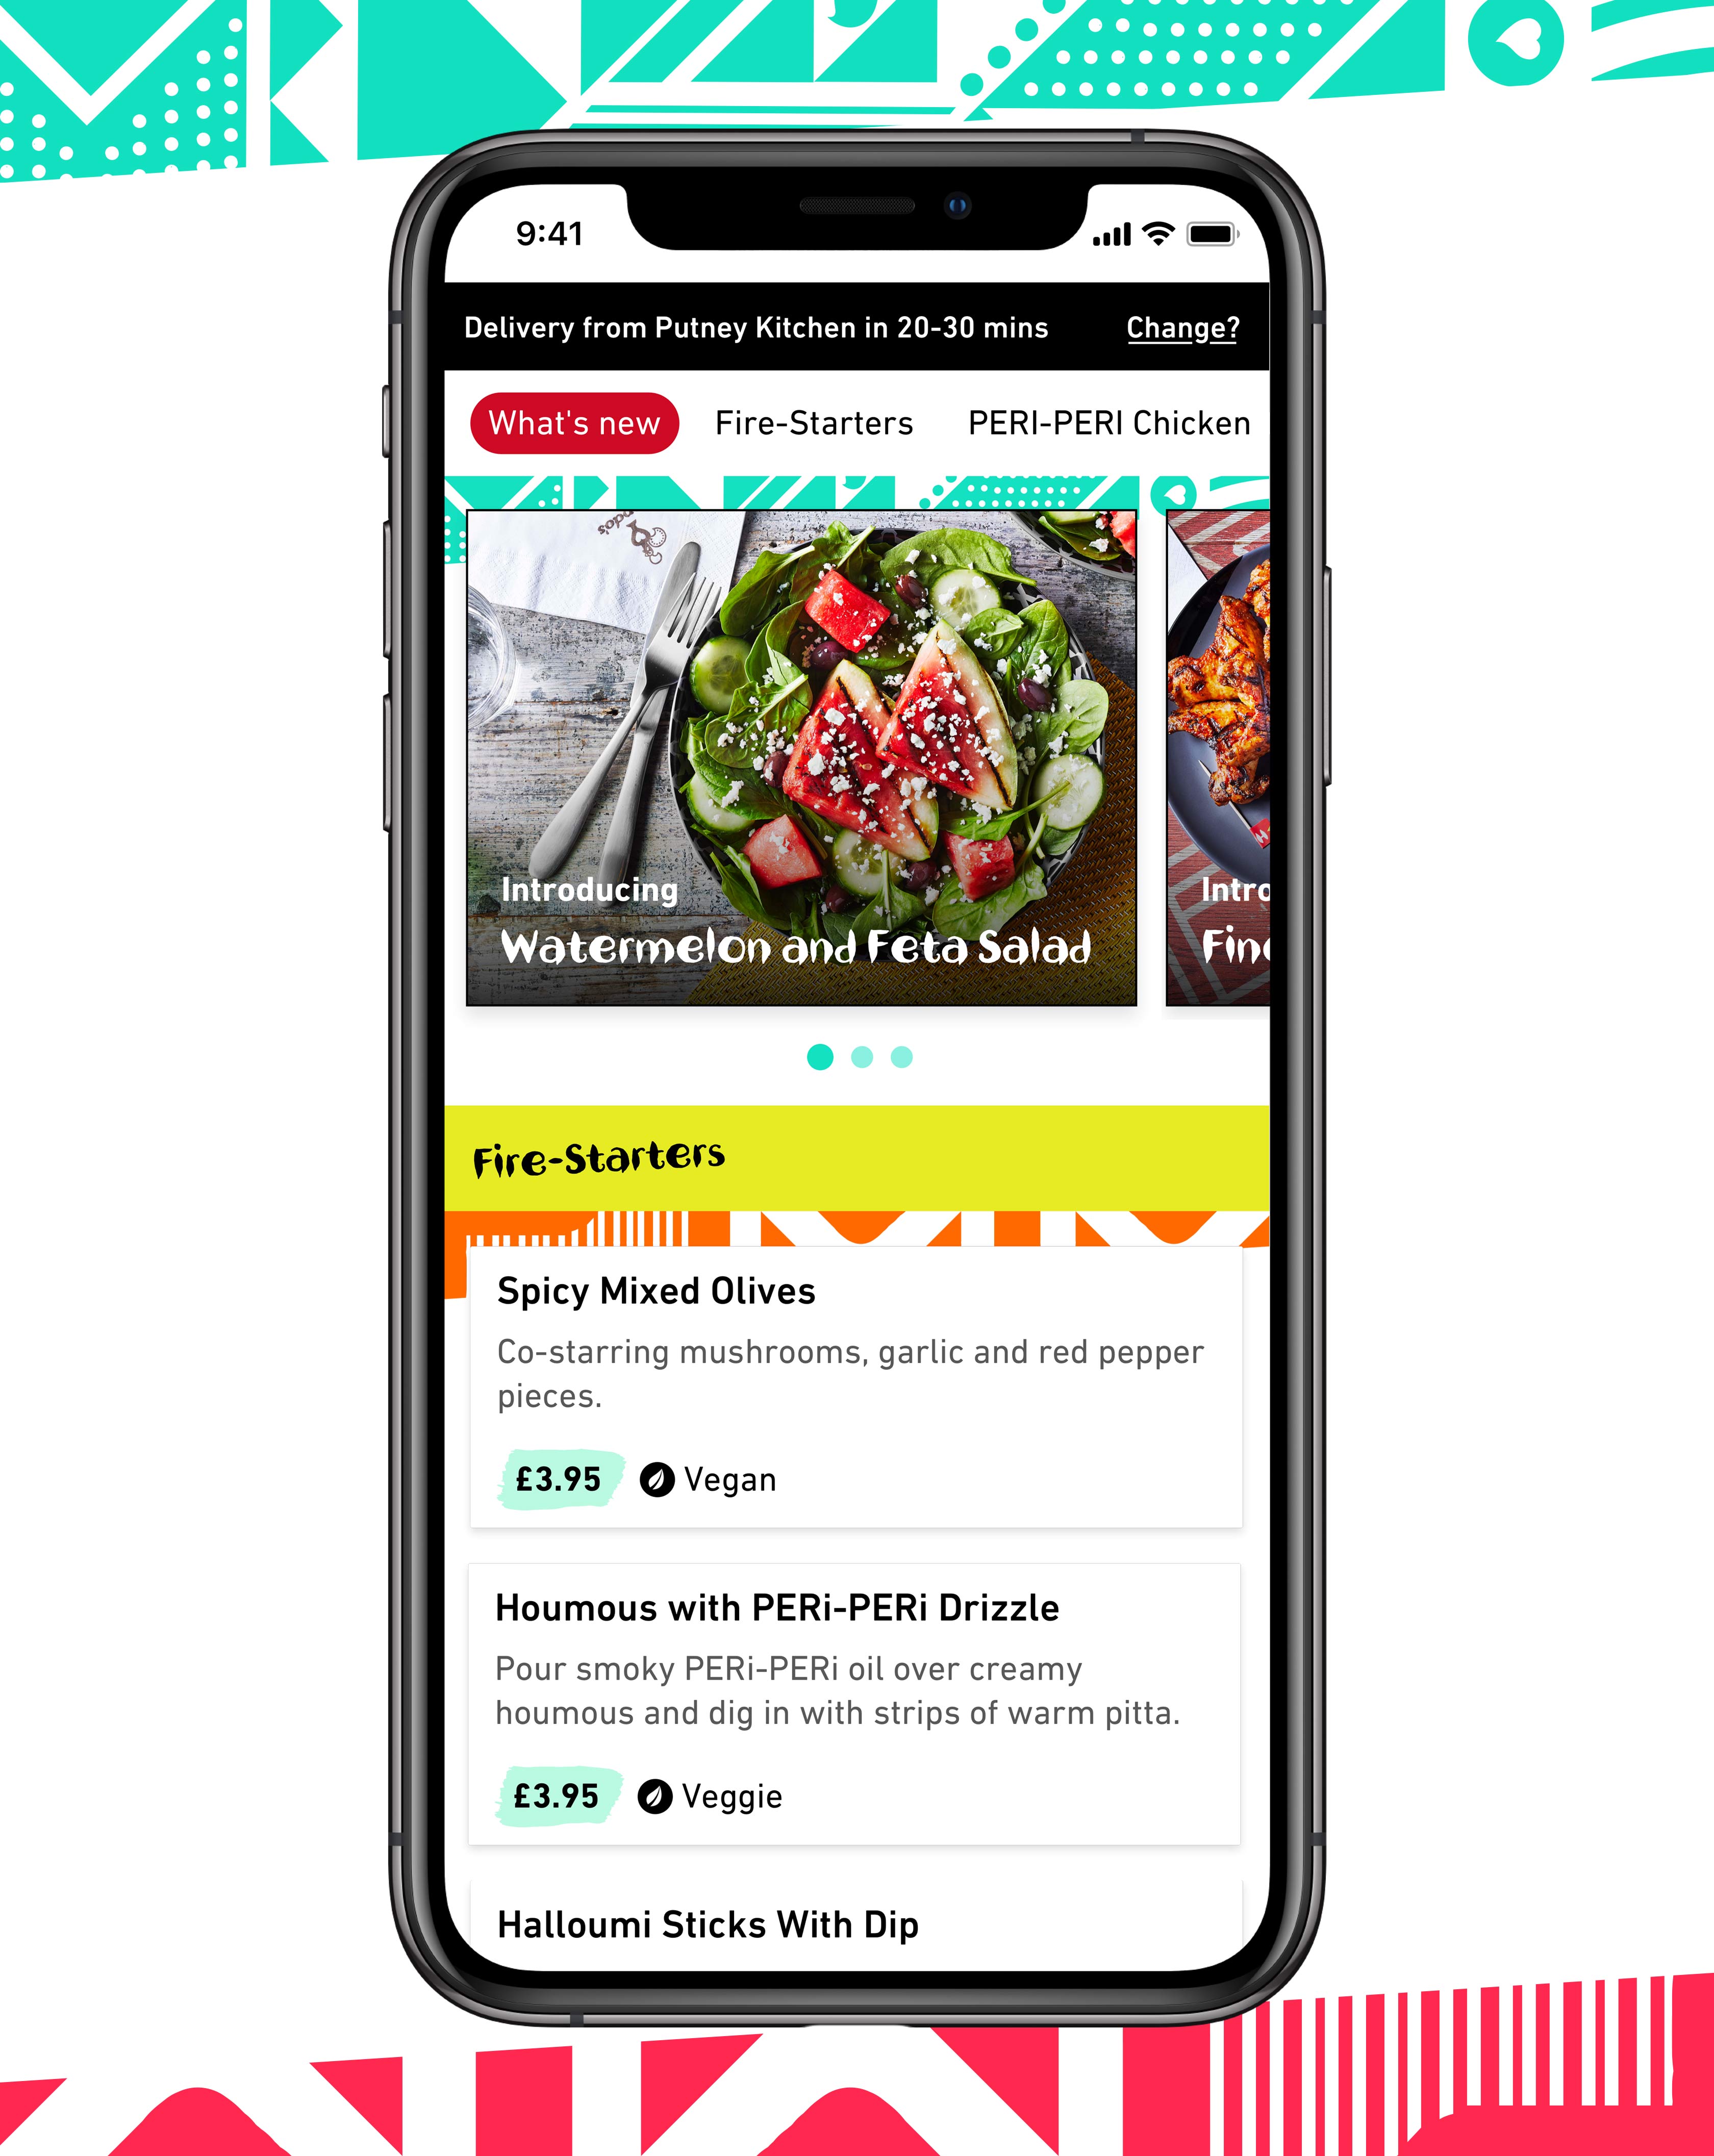 9:41
Delivery from Putney Kitchen in 20-30 mins
Change?
What's new
Fire-Starters
PERI-PERI Chicken
Introducing
Watermelon and Feta Salad
Fire-Starters
Spicy Mixed Olives
Co-starring mushrooms, garlic and red pepper
pieces.
£3.95
Vegan
Houmous with PERi-PERi Drizzle
Pour smoky PERi-PERi oil over creamy
houmous and dig in with strips of warm pitta.
£3.95
Veggie
Halloumi Sticks With Dip